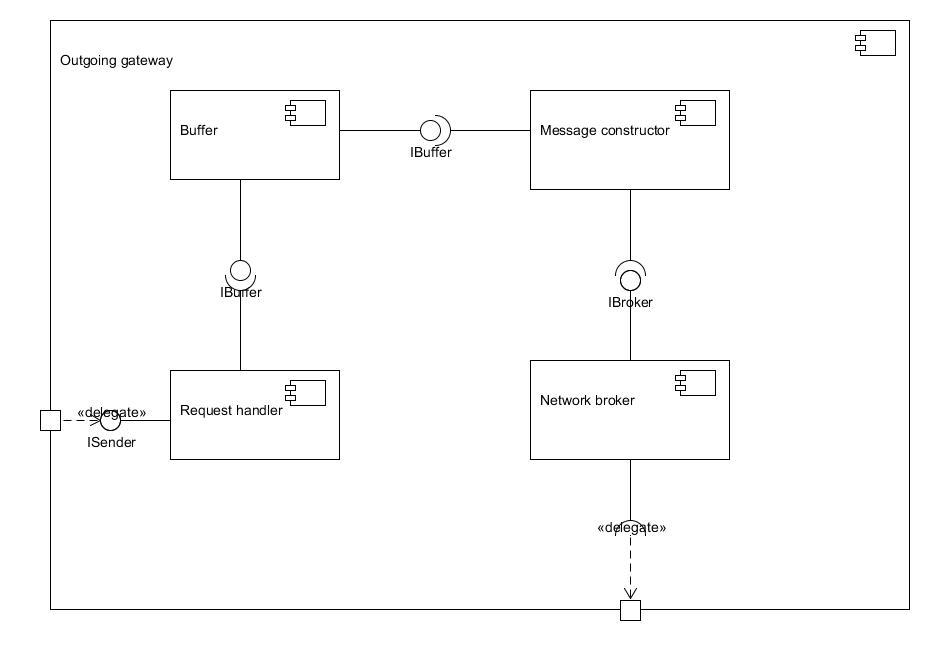 Outgoing gateway
Buffer
IBuffer
Message constructor
IBuffer
IBroker
Request handler
«delegate»
ISender
Network broker
«delegate»